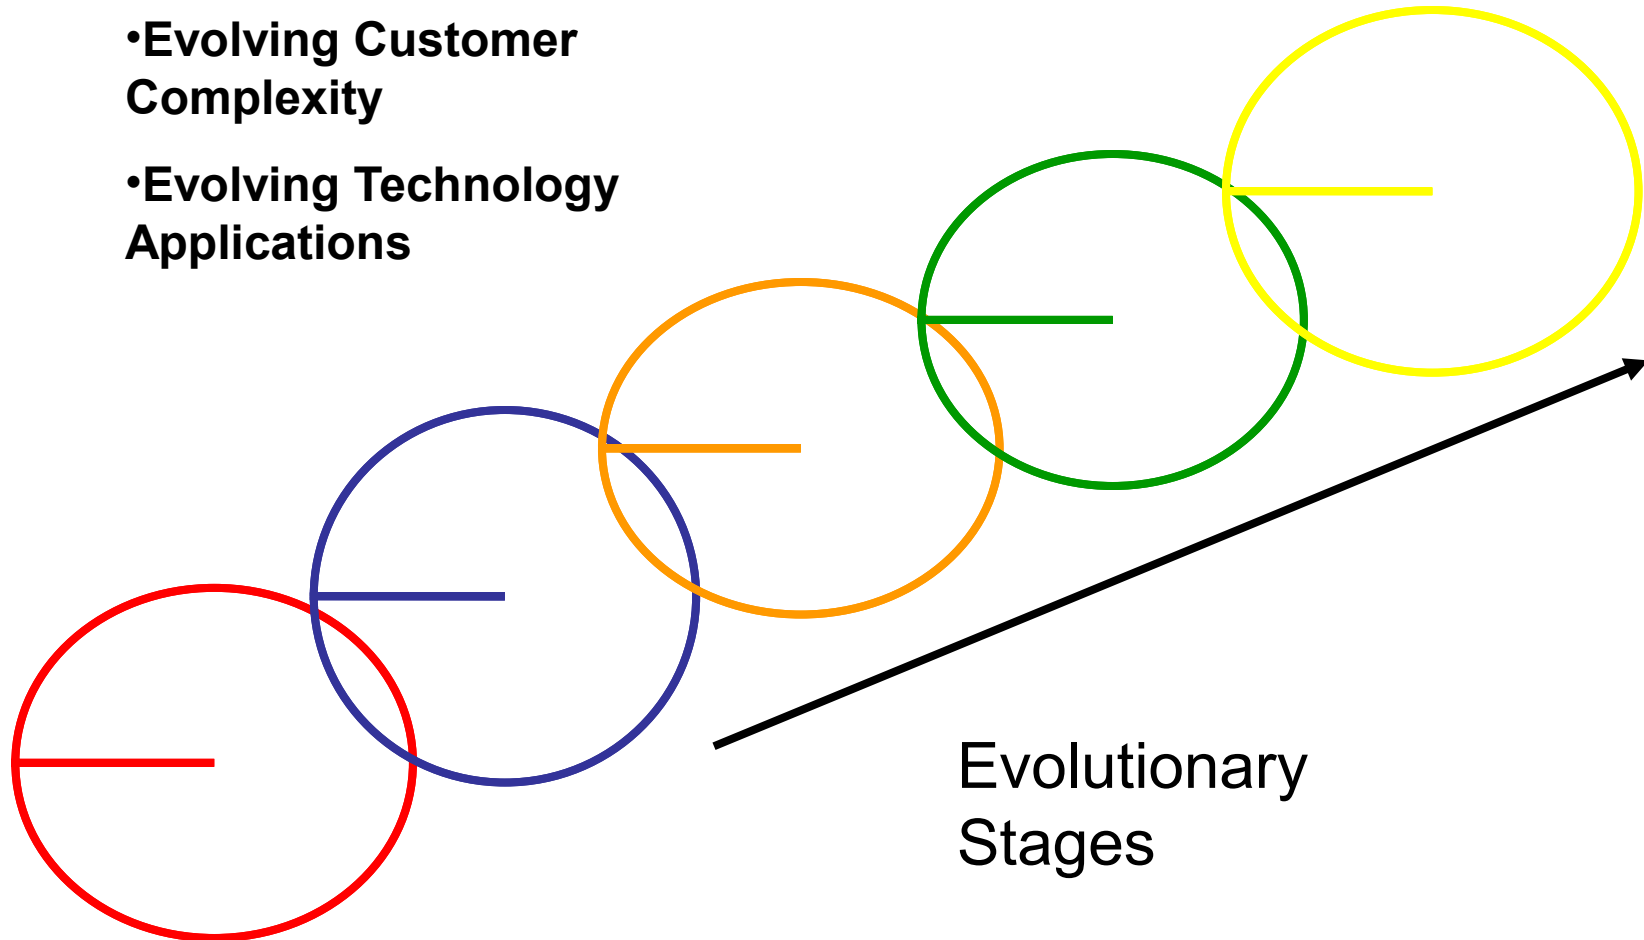 •Evolving Customer
Complexity
•Evolving Technology
Applications
Evolutionary
Stages